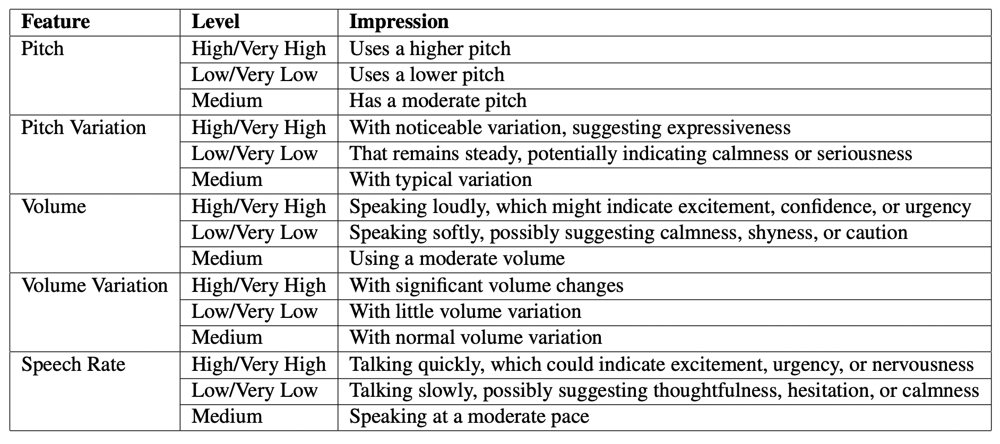 Feature Level Impression
Pitch High/Very High Uses a higher pitch
Low/Very Low Uses a lower pitch
Medium Has a moderate pitch
Pitch Variation High/Very High With noticeable variation, suggesting expressiveness
Low/Very Low That remains steady, potentially indicating calmness or seriousness
Medium With typical variation
Volume High/Very High Speaking loudly, which might indicate excitement, confidence, or urgency
Low/Very Low Speaking softly, possibly suggesting calmness, shyness, or caution
Medium Using a moderate volume
Volume Variation High/Very High With significant volume changes
Low/Very Low With little volume variation
Medium With normal volume variation
Speech Rate High/Very High Talking quickly, which could indicate excitement, urgency, or nervousness
Low/Very Low Talking slowly, possibly suggesting thoughtfulness, hesitation, or calmness
Medium Speaking at a moderate pace